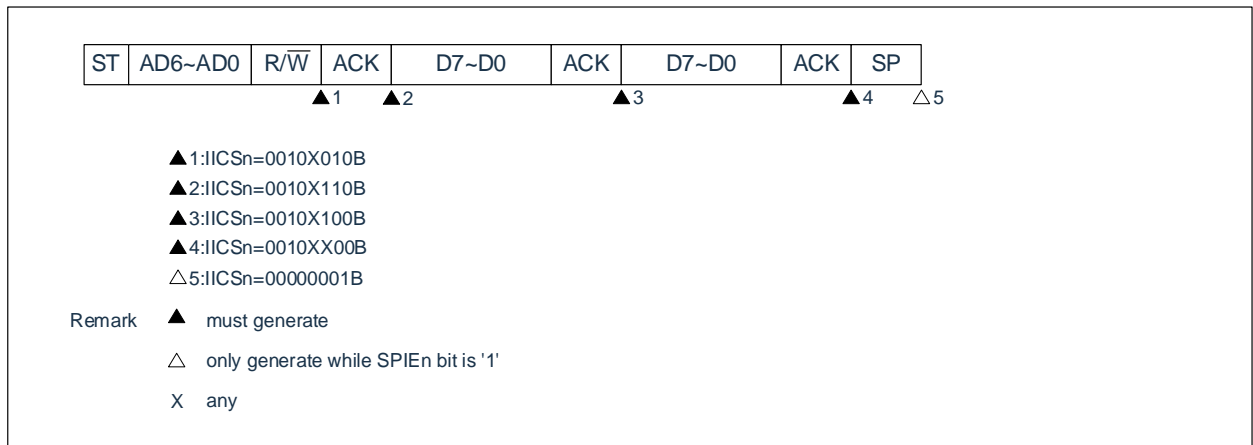 ST AD6~AD0 R/W̅ ACK D7~D0 ACK D7~D0 ACK SP
▲1 ▲2 ▲3 ▲4 △5
▲1:IICSn=0010X010B
▲2:IICSn=0010X110B
▲3:IICSn=0010X100B
▲4:IICSn=0010XX00B
△5:IICSn=00000001B
Remark ▲ must generate
△ only generate while SPIEn bit is '1'
X any